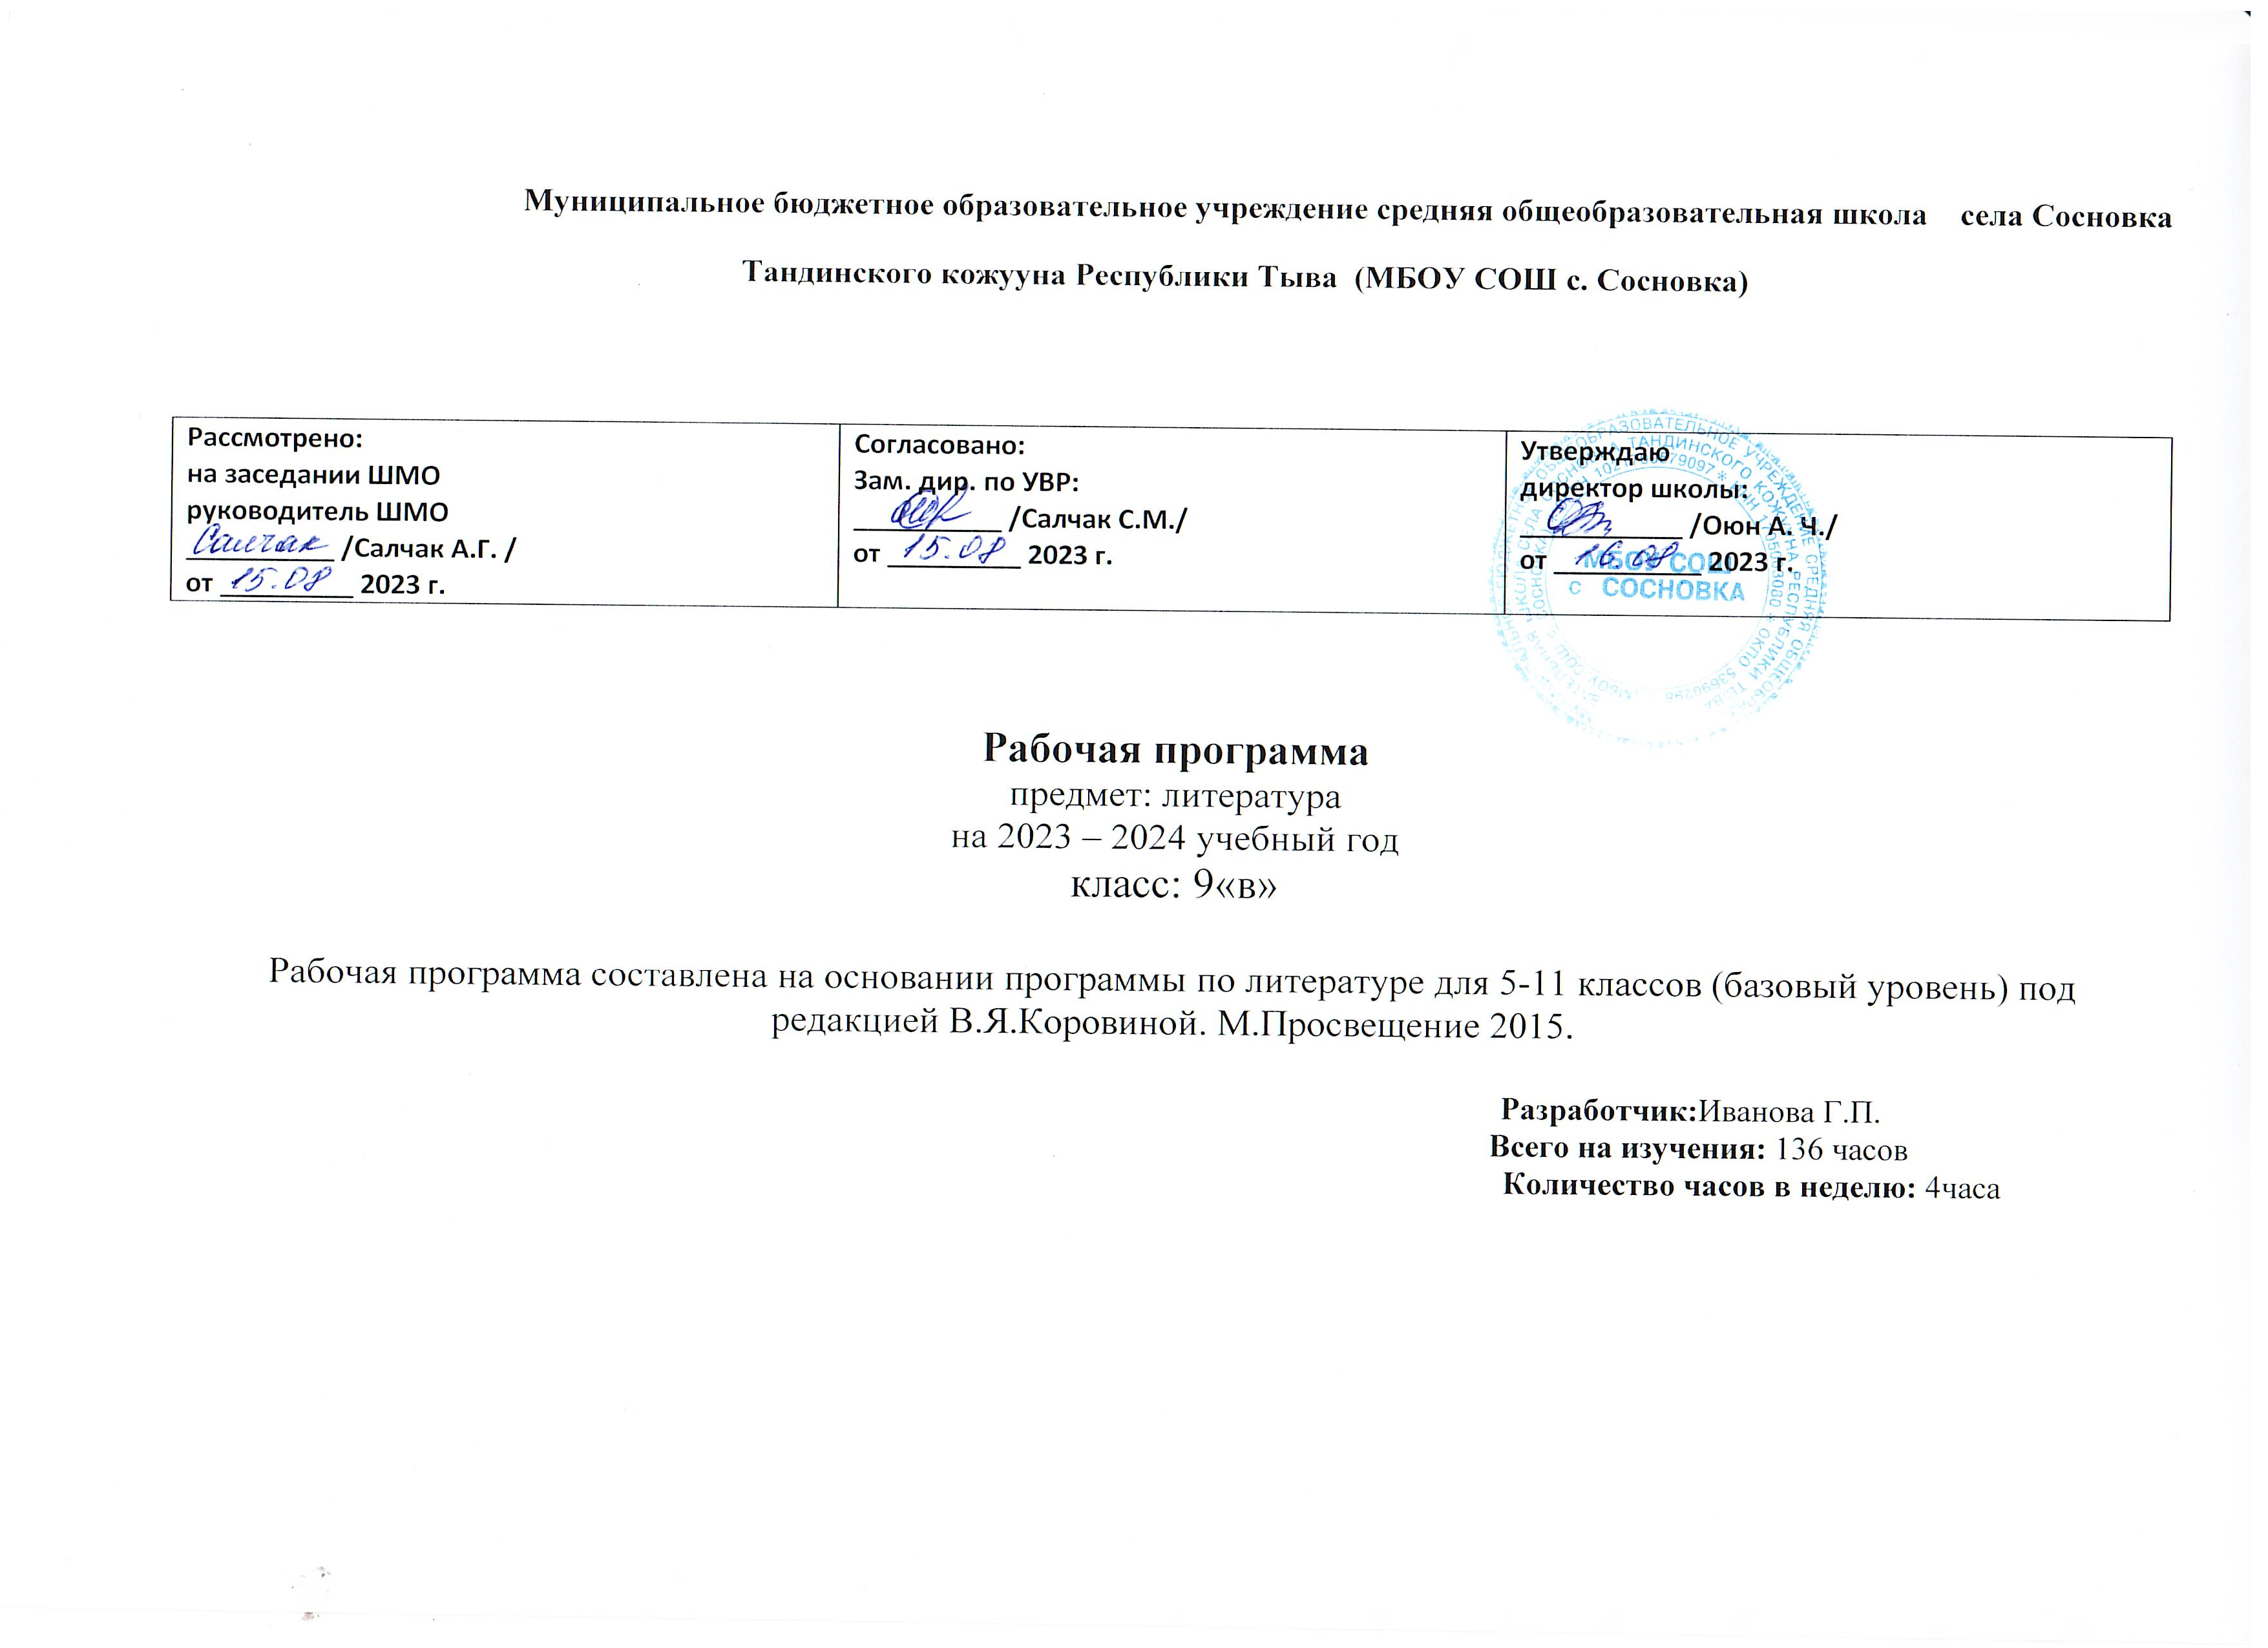 Муниципальное бюджетное образовательное учреждение средняя общеобразовательная школа села Сосновка
Тандинского кожууна Республики Тыва (МБОУ СОШ с. Сосновка)
Рассмотрено:
на заседании ШМО
руководитель ШМО
Салчак /Салчак А.Г. /
от 15.08 2023 г.
Согласовано:
Зам. дир. по УВР:
/Салчак С.М./
от 15.08 2023 г.
Утверждаю
директор школы:
/Оюн А. Ч./
от 16.08 2023 г.
МБОУ СОШ
с СОСНОВКА
Рабочая программа
предмет: литература
на 2023 – 2024 учебный год
класс: 9«в»
Рабочая программа составлена на основании программы по литературе для 5-11 классов (базовый уровень) под
редакцией В.Я.Коровиной. М.Просвещение 2015.
Разработчик:Иванова Г.П.
Всего на изучения: 136 часов
Количество часов в неделю: 4часа